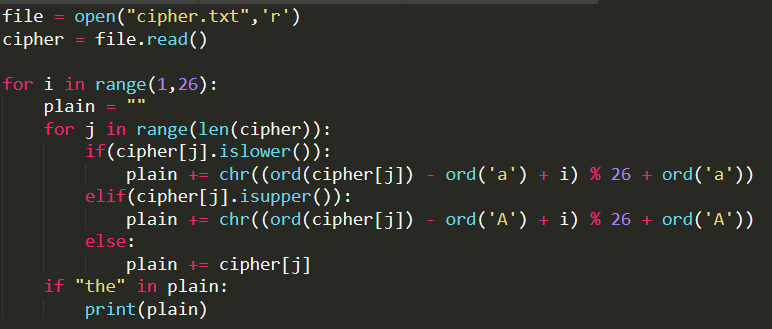 file = open("cipher.txt",'r')
cipher = file.read()

for i in range(1,26):
    plain = ""
    for j in range(len(cipher)):
        if(cipher[j].islower()):
            plain += chr((ord(cipher[j]) - ord('a') + i) % 26 + ord('a'))
        elif(cipher[j].isupper()):
            plain += chr((ord(cipher[j]) - ord('A') + i) % 26 + ord('A'))
        else:
            plain += cipher[j]
    if "the" in plain:
        print(plain)